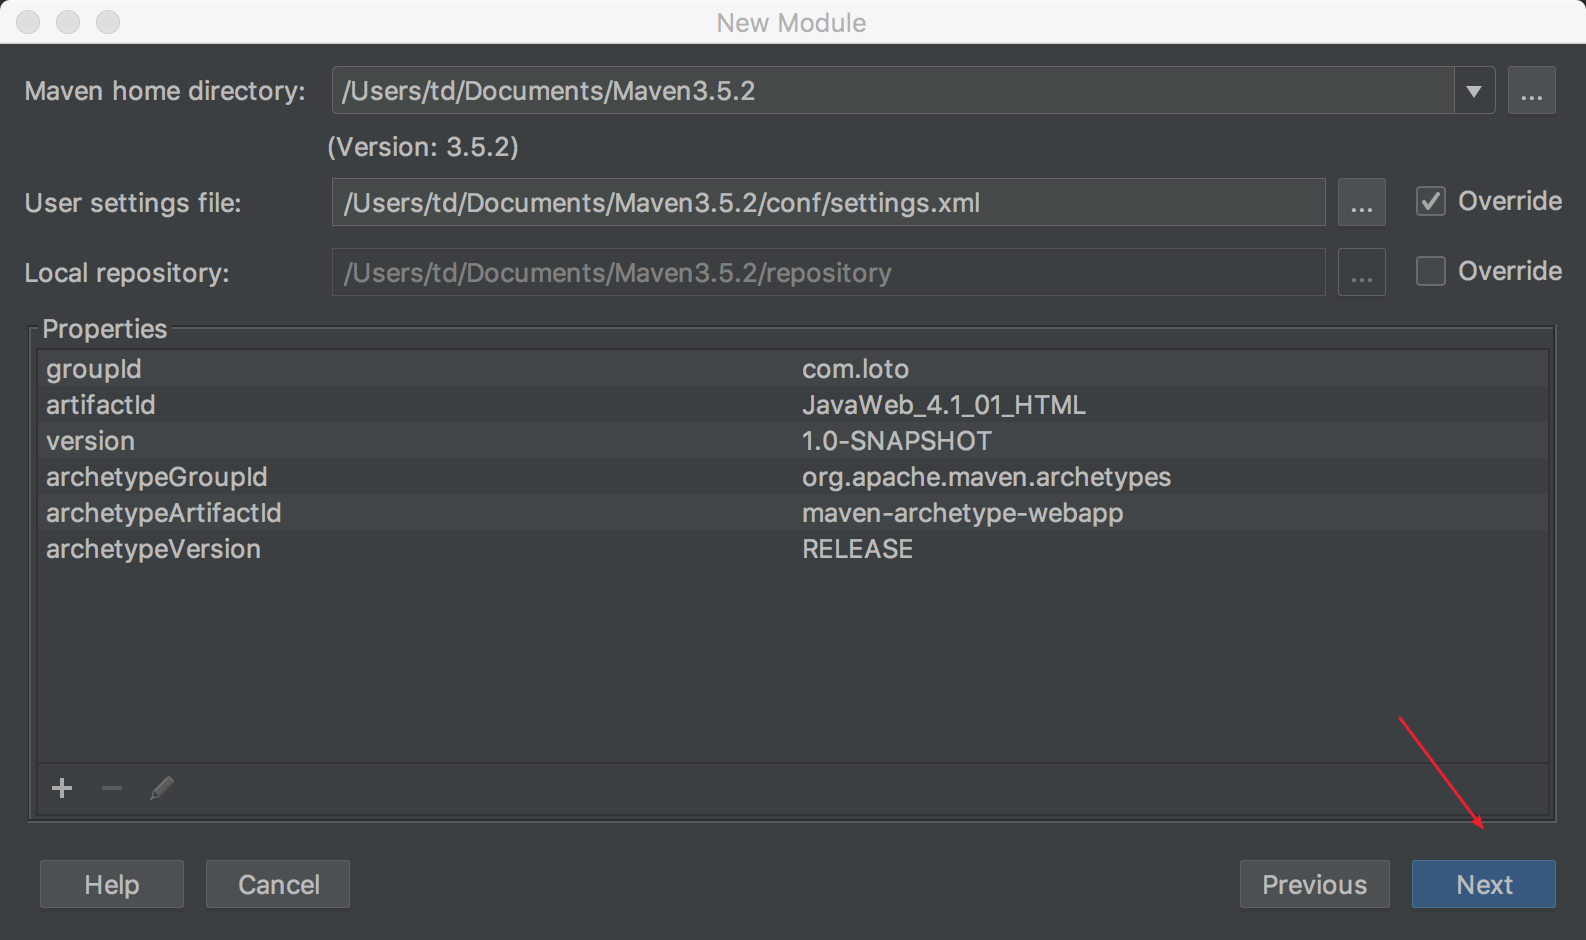 New Module
Maven home directory: /Users/td/Documents/Maven3.5.2 ...
(Version: 3.5.2)
User settings file: /Users/td/Documents/Maven3.5.2/conf/settings.xml ... Override
Local repository: /Users/td/Documents/Maven3.5.2/repository ... Override
Properties
groupId com.loto
artifactId JavaWeb_4.1_01_HTML
version 1.0-SNAPSHOT
archetypeGroupId org.apache.maven.archetypes
archetypeArtifactId maven-archetype-webapp
archetypeVersion RELEASE
Help Cancel Previous Next